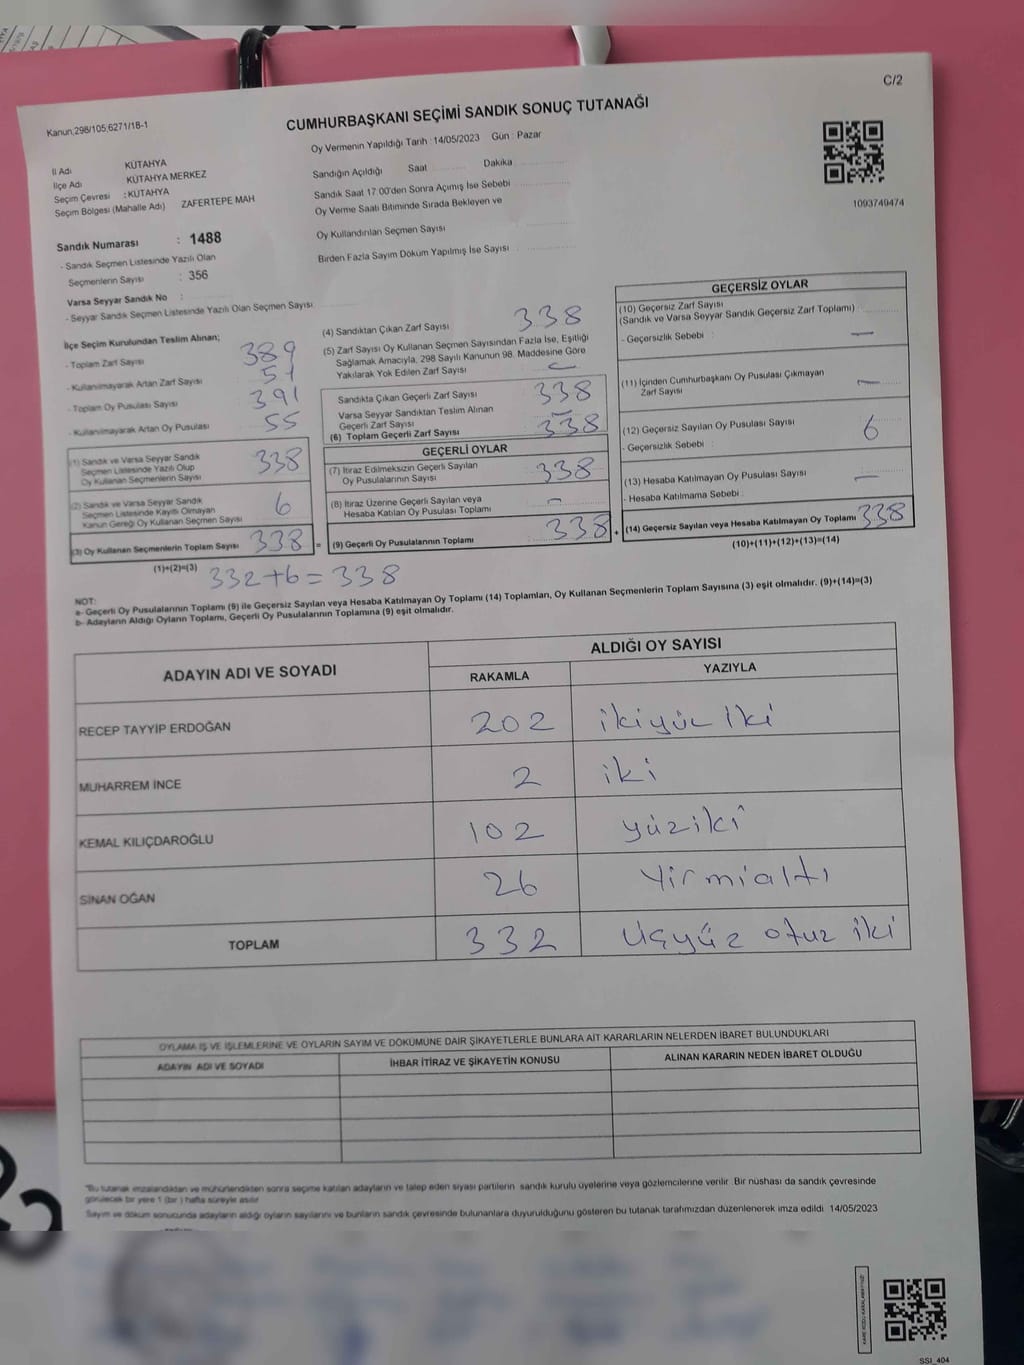 C/2
Kanun;298/105;6271/18-1
CUMHURBAŞKANI SEÇİMİ SANDIK SONUÇ TUTANAĞI
Oy Vermenin Yapıldığı Tarih : 14/05/2023 Gün : Pazar
İl Adı KÜTAHYA
İlçe Adı KÜTAHYA MERKEZ
Seçim Çevresi : KÜTAHYA
Seçim Bölgesi (Mahalle Adı) ZAFERTEPE MAH
Sandık Numarası : 1488
- Sandık Seçmen Listesinde Yazılı Olan
Seçmenlerin Sayısı : 356
Varsa Seyyar Sandık No :
- Seyyar Sandık Seçmen Listesinde Yazılı Olan Seçmen Sayısı
Sandığın Açıldığı Saat Dakika
Sandık Saat 17:00'den Sonra Açımış İse Sebebi
Oy Verme Saati Bitiminde Sırada Bekleyen ve
Oy Kullandırılan Seçmen Sayısı
Birden Fazla Sayım Döküm Yapılmış İse Sayısı
1093749474
İlçe Seçim Kurulundan Teslim Alınan;
- Toplam Zarf Sayısı 389
- Kullanılmayarak Artan Zarf Sayısı 51
- Toplam Oy Pusulası Sayısı 391
- Kullanılmayarak Artan Oy Pusulası 55
(1) Sandık ve Varsa Seyyar Sandık
Seçmen Listesinde Yazılı Olup
Oy Kullanan Seçmenlerin Sayısı 338
(2) Sandık ve Varsa Seyyar Sandık
Seçmen Listesinde Kayıtlı Olmayan
Kanun Gereği Oy Kullanan Seçmen Sayısı 6
(3) Oy Kullanan Seçmenlerin Toplam Sayısı 338 =
(1)+(2)=(3)
332+6=338
(4) Sandıktan Çıkan Zarf Sayısı 338
(5) Zarf Sayısı Oy Kullanan Seçmen Sayısından Fazla İse, Eşitliği
Sağlamak Amacıyla, 298 Sayılı Kanunun 98. Maddesine Göre
Yakılarak Yok Edilen Zarf Sayısı
Sandıkta Çıkan Geçerli Zarf Sayısı 338
Varsa Seyyar Sandıktan Teslim Alınan
Geçerli Zarf Sayısı –
(6) Toplam Geçerli Zarf Sayısı 338
GEÇERLİ OYLAR
(7) İtiraz Edilmeksizin Geçerli Sayılan
Oy Pusulalarının Sayısı 338
(8) İtiraz Üzerine Geçerli Sayılan veya
Hesaba Katılan Oy Pusulası Toplamı –
(9) Geçerli Oy Pusulalarının Toplamı 338 +
GEÇERSİZ OYLAR
(10) Geçersiz Zarf Sayısı
(Sandık ve Varsa Seyyar Sandık Geçersiz Zarf Toplamı)
- Geçersizlik Sebebi : –
(11) İçinden Cumhurbaşkanı Oy Pusulası Çıkmayan
Zarf Sayısı –
(12) Geçersiz Sayılan Oy Pusulası Sayısı 6
- Geçersizlik Sebebi :
(13) Hesaba Katılmayan Oy Pusulası Sayısı –
- Hesaba Katılmama Sebebi :
(14) Geçersiz Sayılan veya Hesaba Katılmayan Oy Toplamı 338
(10)+(11)+(12)+(13)=(14)
NOT:
a- Geçerli Oy Pusulalarının Toplamı (9) ile Geçersiz Sayılan veya Hesaba Katılmayan Oy Toplamı (14) Toplamları, Oy Kullanan Seçmenlerin Toplam Sayısına (3) eşit olmalıdır. (9)+(14)=(3)
b- Adayların Aldığı Oyların Toplamı, Geçerli Oy Pusulalarının Toplamına (9) eşit olmalıdır.
ADAYIN ADI VE SOYADI ALDIĞI OY SAYISI
RAKAMLA YAZIYLA
RECEP TAYYİP ERDOĞAN 202 ikiyüz iki
MUHARREM İNCE 2 iki
KEMAL KILIÇDAROĞLU 102 yüziki
SİNAN OĞAN 26 Yirmialtı
TOPLAM 332 Üçyüz otuz iki
OYLAMA İŞ VE İŞLEMLERİNE VE OYLARIN SAYIM VE DÖKÜMÜNE DAİR ŞİKAYETLERLE BUNLARA AİT KARARLARIN NELERDEN İBARET BULUNDUKLARI
ADAYIN ADI VE SOYADI İHBAR İTİRAZ VE ŞİKAYETİN KONUSU ALINAN KARARIN NEDEN İBARET OLDUĞU
"Bu tutanak imzalandıktan ve mühürlendikten sonra seçime katılan adayların ve talep eden siyasi partilerin sandık kurulu üyelerine veya gözlemcilerine verilir. Bir nüshası da sandık çevresinde
görülecek bir yere 1 (bir ) hafta süreyle asılır
Sayım ve döküm sonucunda adayların aldığı oyların sayılarını ve bunların sandık çevresinde bulunanlara duyurulduğunu gösteren bu tutanak tarafımızdan düzenlenerek imza edildi 14/05/2023
KARE KODU KARALAMAYINIZ!
SSI_404